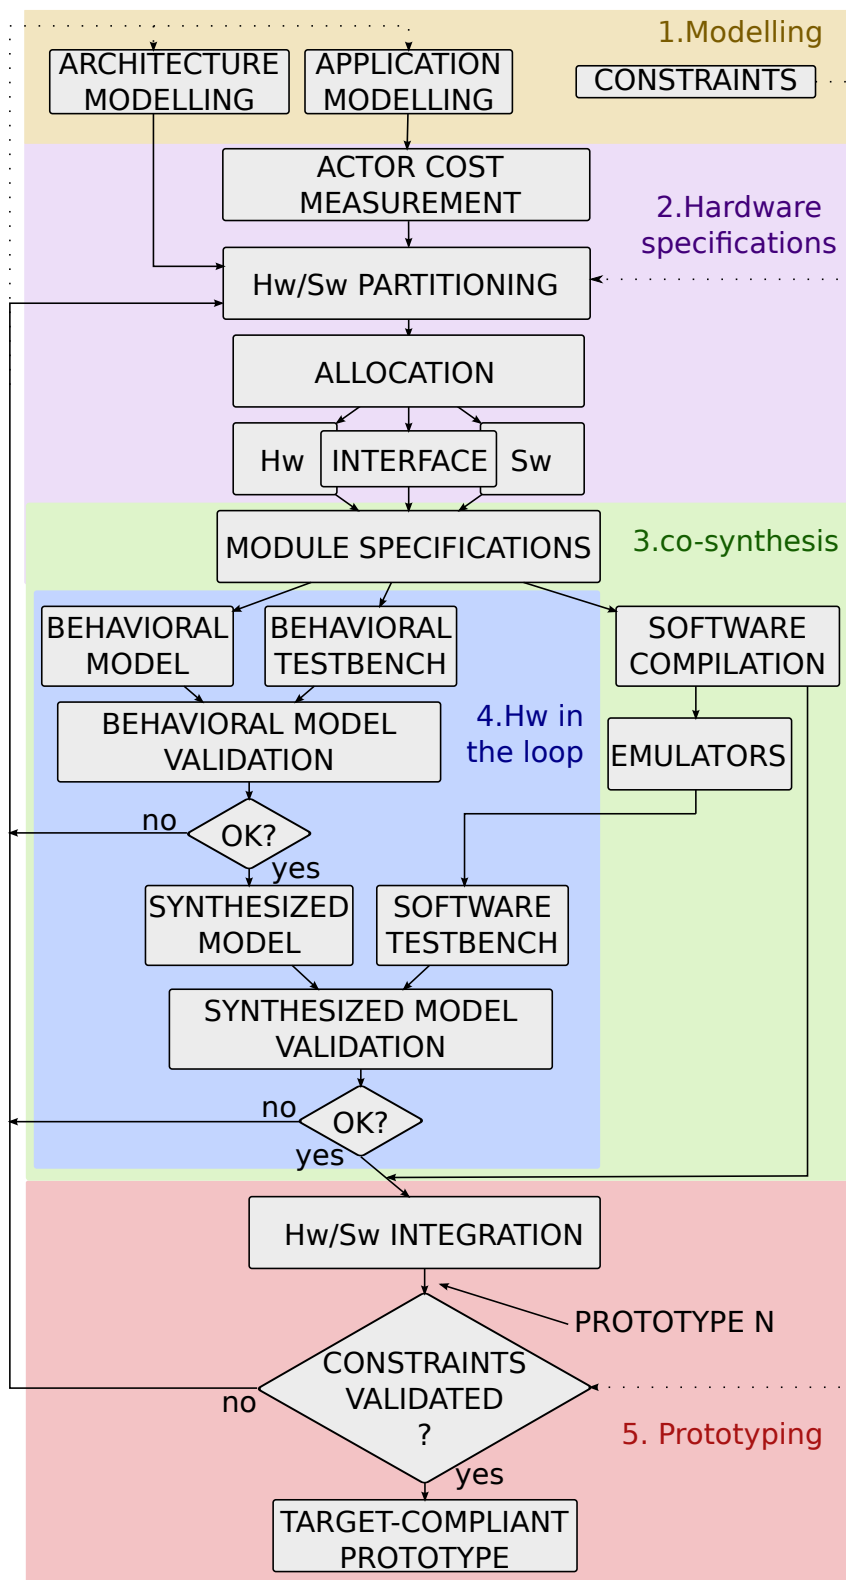 1.Modelling
ARCHITECTURE
MODELLING
APPLICATION
MODELLING
CONSTRAINTS
ACTOR COST
MEASUREMENT
2.Hardware
specifications
Hw/Sw PARTITIONING
ALLOCATION
Hw
INTERFACE
Sw
MODULE SPECIFICATIONS
3.co-synthesis
BEHAVIORAL
MODEL
BEHAVIORAL
TESTBENCH
SOFTWARE
COMPILATION
BEHAVIORAL MODEL
VALIDATION
4.Hw in
the loop
EMULATORS
no
OK?
yes
SYNTHESIZED
MODEL
SOFTWARE
TESTBENCH
SYNTHESIZED MODEL
VALIDATION
no
OK?
yes
Hw/Sw INTEGRATION
PROTOTYPE N
CONSTRAINTS
VALIDATED
?
no
5. Prototyping
yes
TARGET-COMPLIANT
PROTOTYPE